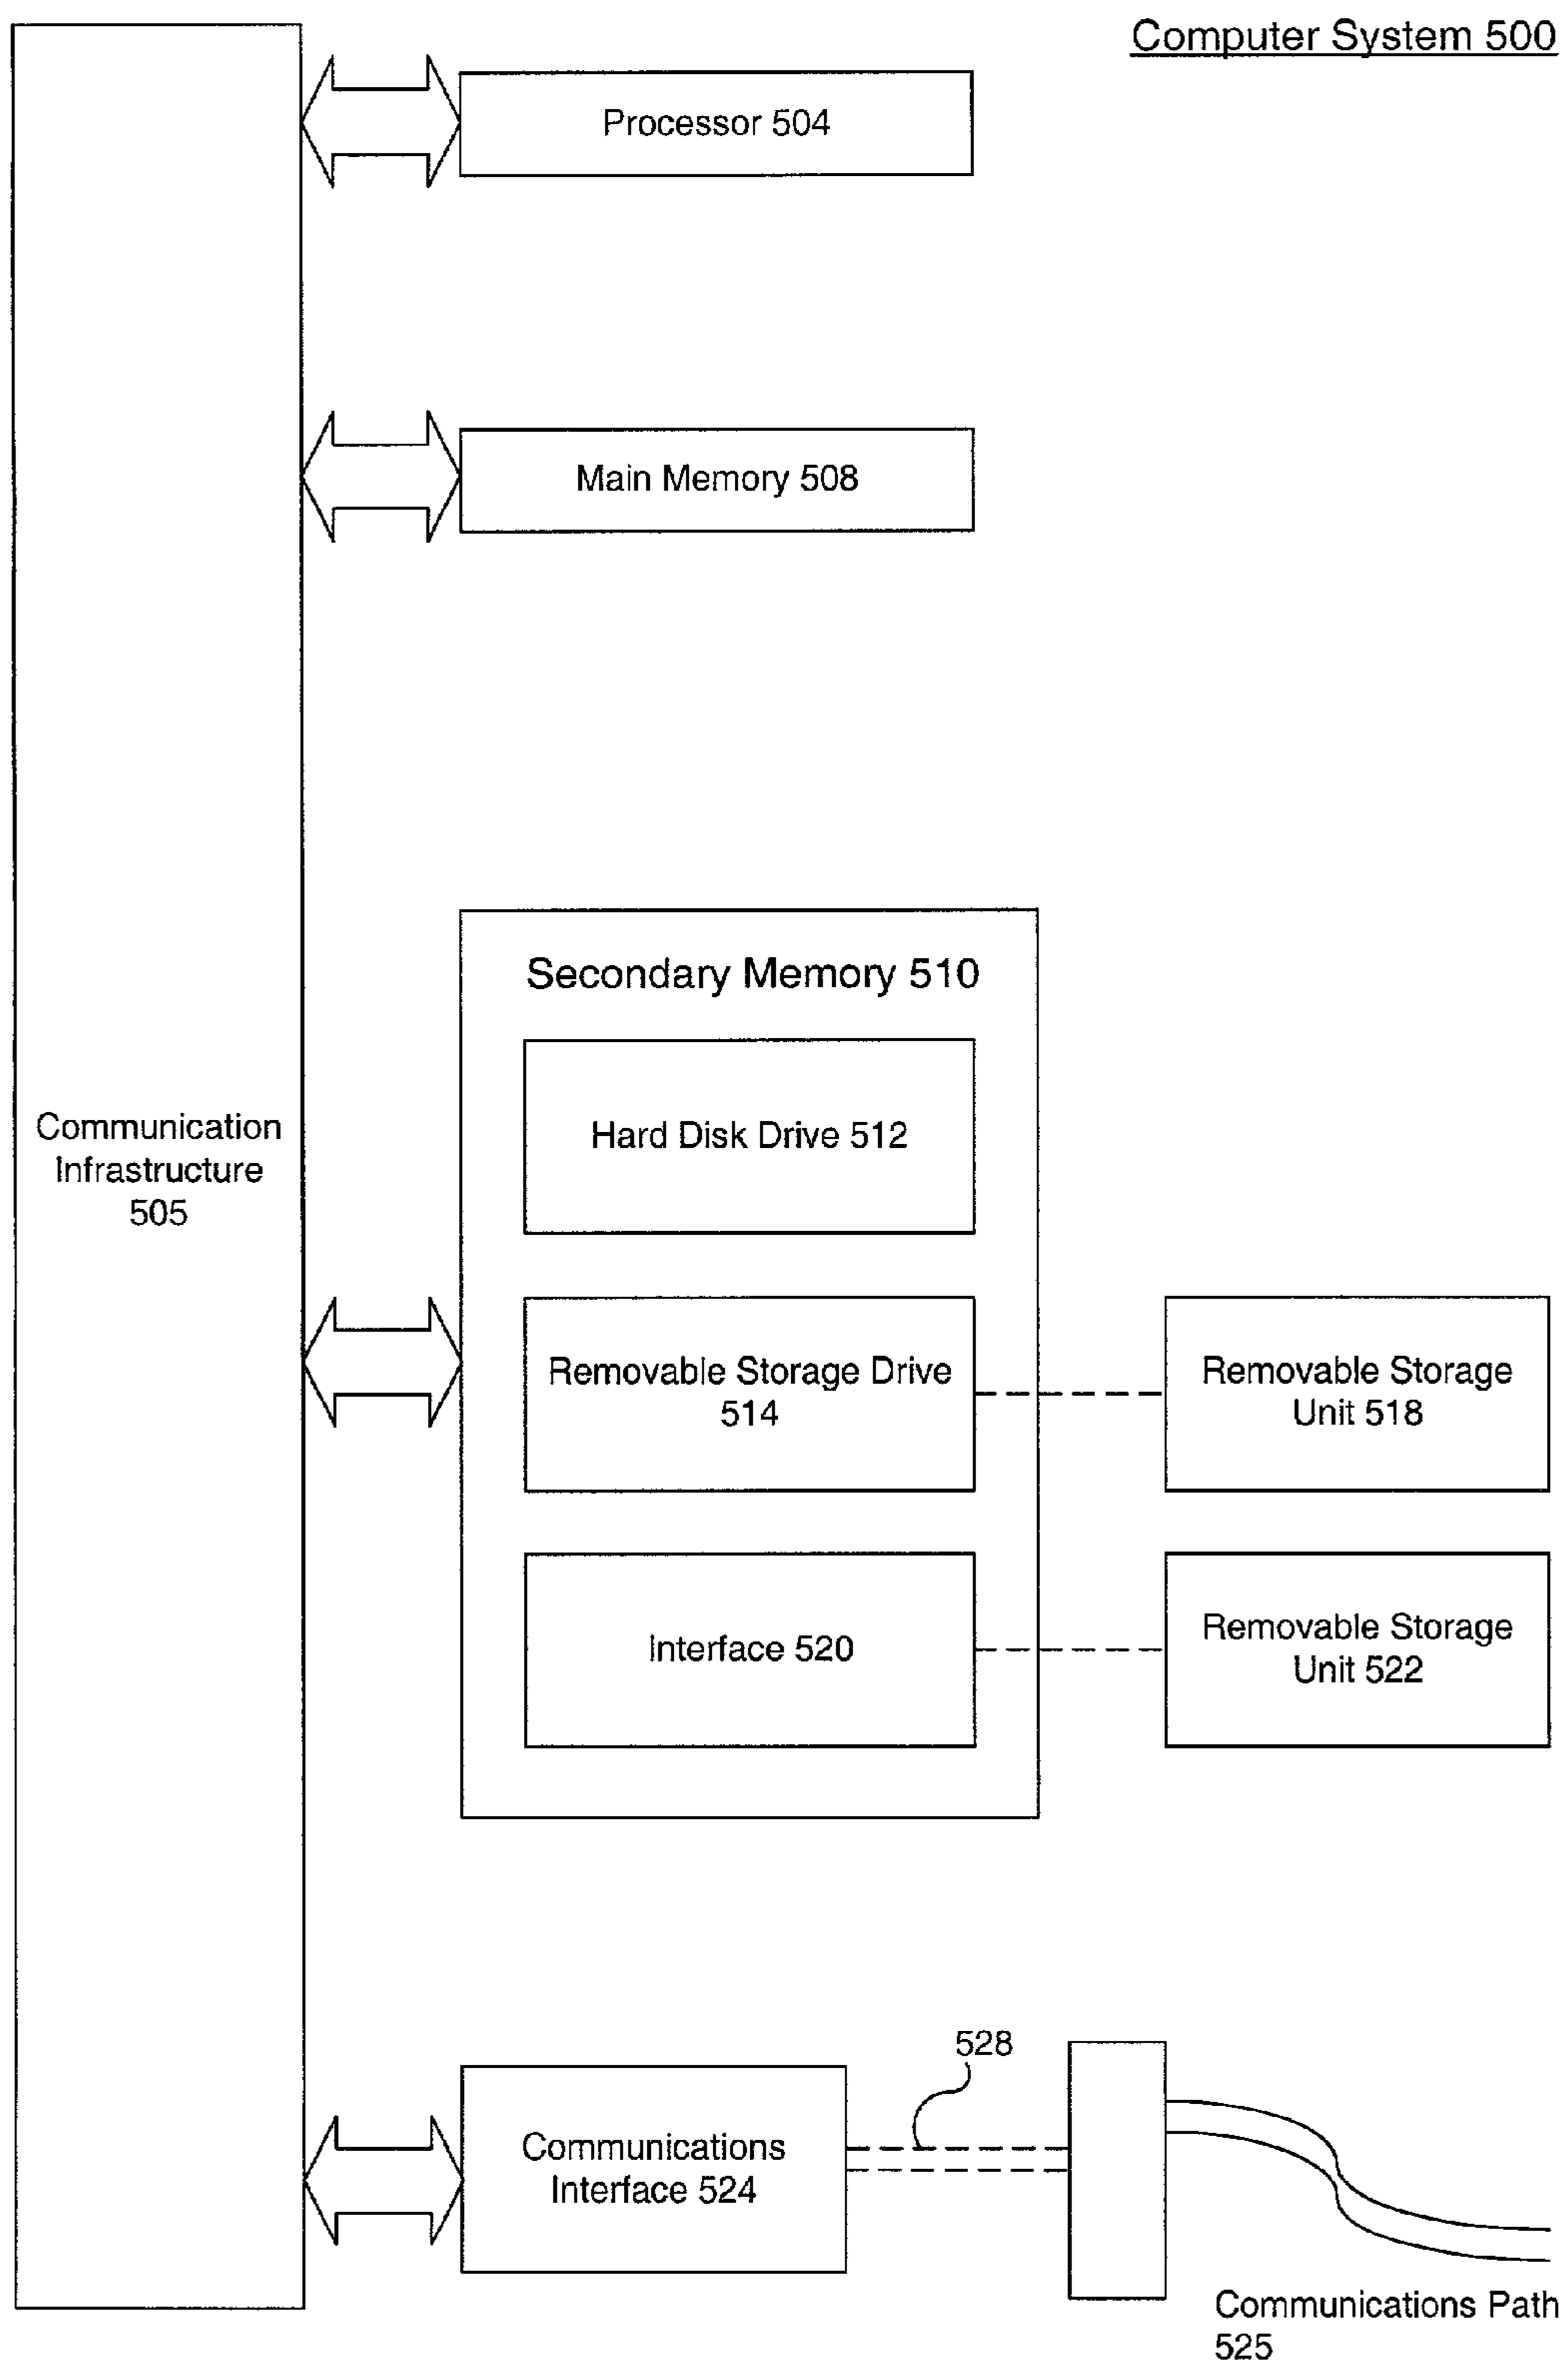 Computer System 500
Processor 504
Main Memory 508
Secondary Memory 510
Hard Disk Drive 512
Communication
Infrastructure
505
Removable Storage Drive
514
Removable Storage
Unit 518
Interface 520
Removable Storage
Unit 522
528
Communications
Interface 524
Communications Path
525